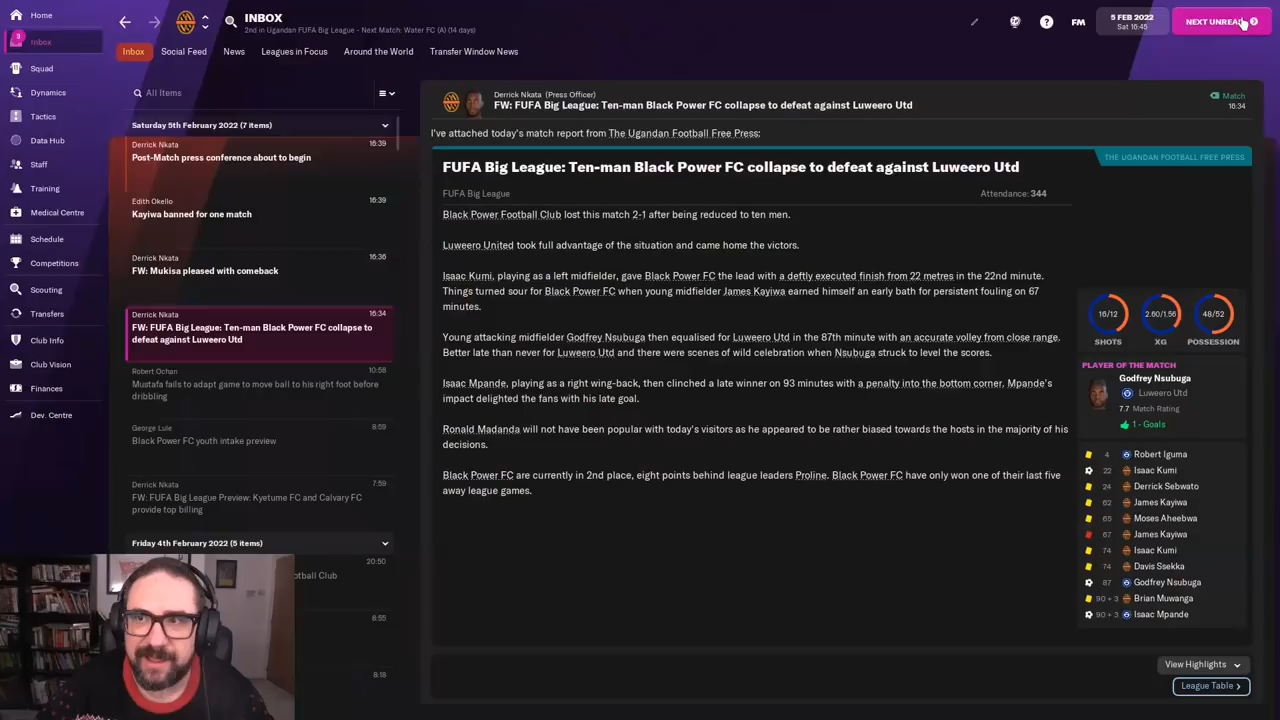 Home
3
Inbox
Squad
Dynamics
Tactics
Data Hub
Staff
Training
Medical Centre
Schedule
Competitions
Scouting
Transfers
Club Info
Club Vision
Finances
Dev. Centre
INBOX
2nd in Ugandan FUFA Big League - Next Match: Water FC (A) (14 days)
FM
5 FEB 2022
Sat 16:45
NEXT UNREAD
Inbox
Social Feed
News
Leagues in Focus
Around the World
Transfer Window News
All Items
Saturday 5th February 2022 (7 items)
Derrick Nkata
16:39
Post-Match press conference about to begin
Edith Okello
16:39
Kayiwa banned for one match
Derrick Nkata
16:36
FW: Mukisa pleased with comeback
Derrick Nkata
16:34
FW: FUFA Big League: Ten-man Black Power FC collapse to
defeat against Luweero Utd
Robert Ochan
10:58
Mustafa fails to adapt game to move ball to his right foot before
dribbling
George Lule
8:59
Black Power FC youth intake preview
Derrick Nkata
7:59
FW: FUFA Big League Preview: Kyetume FC and Calvary FC
provide top billing
Friday 4th February 2022 (5 items)
20:50
otball Club
8:55
8:18
Derrick Nkata (Press Officer)
FW: FUFA Big League: Ten-man Black Power FC collapse to defeat against Luweero Utd
Match
16:34
I've attached today's match report from The Ugandan Football Free Press:
THE UGANDAN FOOTBALL FREE PRESS
FUFA Big League: Ten-man Black Power FC collapse to defeat against Luweero Utd
FUFA Big League
Attendance: 344
Black Power Football Club lost this match 2-1 after being reduced to ten men.
Luweero United took full advantage of the situation and came home the victors.
Isaac Kumi, playing as a left midfielder, gave Black Power FC the lead with a deftly executed finish from 22 metres in the 22nd minute.
Things turned sour for Black Power FC when young midfielder James Kayiwa earned himself an early bath for persistent fouling on 67
minutes.
Young attacking midfielder Godfrey Nsubuga then equalised for Luweero Utd in the 87th minute with an accurate volley from close range.
Better late than never for Luweero Utd and there were scenes of wild celebration when Nsubuga struck to level the scores.
Isaac Mpande, playing as a right wing-back, then clinched a late winner on 93 minutes with a penalty into the bottom corner. Mpande's
impact delighted the fans with his late goal.
Ronald Madanda will not have been popular with today's visitors as he appeared to be rather biased towards the hosts in the majority of his
decisions.
Black Power FC are currently in 2nd place, eight points behind league leaders Proline. Black Power FC have only won one of their last five
away league games.
16/12
2.60/1.56
48/52
SHOTS
XG
POSSESSION
PLAYER OF THE MATCH
Godfrey Nsubuga
Luweero Utd
7.7 Match Rating
1 - Goals
4 Robert Iguma
22 Isaac Kumi
24 Derrick Sebwato
62 James Kayiwa
65 Moses Aheebwa
67 James Kayiwa
74 Isaac Kumi
74 Davis Ssekka
87 Godfrey Nsubuga
90 + 3 Brian Muwanga
90 + 3 Isaac Mpande
View Highlights
League Table